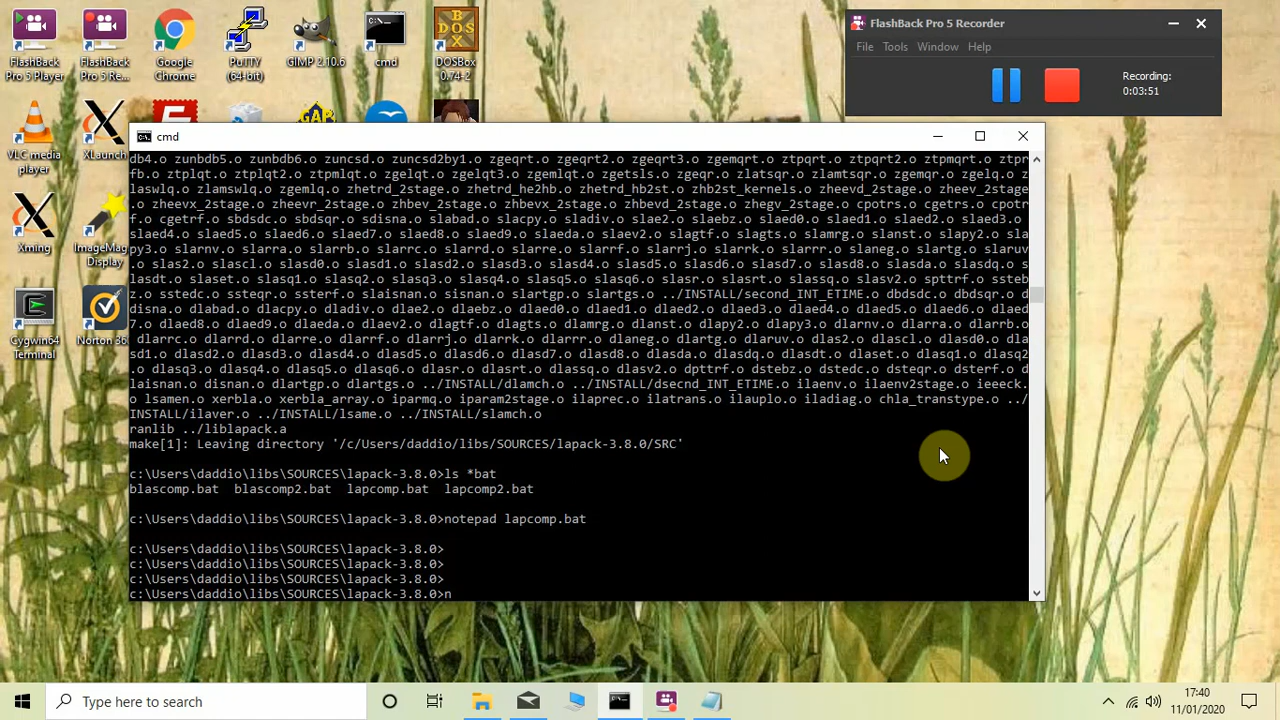 FlashBack Pro 5 Player
FlashBack Pro 5 Re...
Google Chrome
PuTTY (64-bit)
GIMP 2.10.6
cmd
DOSBox 0.74-2
FlashBack Pro 5 Recorder
File Tools Window Help
Recording:
0:03:51
VLC media player
XLaunch
Xming
ImageMag Display
Cygwin64 Terminal
Norton 36
cmd
db4.o zunbdb5.o zunbdb6.o zuncsd.o zuncsd2by1.o zgeqrt.o zgeqrt2.o zgeqrt3.o zgemqrt.o ztpqrt.o ztpqrt2.o ztpmqrt.o ztpr
fb.o ztplqt.o ztplqt2.o ztpmlqt.o zgelqt.o zgelqt3.o zgemlqt.o zgetsls.o zgeqr.o zlatsqr.o zlamtsqr.o zgemqr.o zgelq.o
zlaswlq.o zlamswlq.o zgemlq.o zhetrd_2stage.o zhetrd_he2hb.o zhetrd_hb2st.o zhb2st_kernels.o zheevd_2stage.o zheev_2stage
.o zheevx_2stage.o zheevr_2stage.o zhbev_2stage.o zhbevx_2stage.o zhbevd_2stage.o zhegv_2stage.o cpotrs.o cgetrs.o cpotr
f.o cgetrf.o sbdsdc.o sbdsqr.o sdisna.o slabad.o slacpy.o sladiv.o slae2.o slaebz.o slaed0.o slaed1.o slaed2.o slaed3.o
slaed4.o slaed5.o slaed6.o slaed7.o slaed8.o slaed9.o slaeda.o slaev2.o slagtf.o slagts.o slamrg.o slanst.o slapy2.o sla
py3.o slarnv.o slarra.o slarrb.o slarrc.o slarrd.o slarre.o slarrf.o slarrj.o slarrk.o slarrr.o slaneg.o slartg.o slaruv
.o slas2.o slascl.o slasd0.o slasd1.o slasd2.o slasd3.o slasd4.o slasd5.o slasd6.o slasd7.o slasd8.o slasda.o slasdq.o s
lasdt.o slaset.o slasq1.o slasq2.o slasq3.o slasq4.o slasq5.o slasq6.o slasr.o slasrt.o slassq.o slasv2.o spttrf.o ssteb
z.o sstedc.o ssteqr.o ssterf.o slaisnan.o sisnan.o slartgp.o slartgs.o ../INSTALL/second_INT_ETIME.o dbdsdc.o dbdsqr.o d
disna.o dlabad.o dlacpy.o dladiv.o dlae2.o dlaebz.o dlaed0.o dlaed1.o dlaed2.o dlaed3.o dlaed4.o dlaed5.o dlaed6.o dlaed
7.o dlaed8.o dlaed9.o dlaeda.o dlaev2.o dlagtf.o dlagts.o dlamrg.o dlanst.o dlapy2.o dlapy3.o dlarnv.o dlarra.o dlarrb.o
dlarrc.o dlarrd.o dlarre.o dlarrf.o dlarrj.o dlarrk.o dlarrr.o dlaneg.o dlartg.o dlaruv.o dlas2.o dlascl.o dlasd0.o dla
sd1.o dlasd2.o dlasd3.o dlasd4.o dlasd5.o dlasd6.o dlasd7.o dlasd8.o dlasda.o dlasdq.o dlasdt.o dlaset.o dlasq1.o dlasq2
.o dlasq3.o dlasq4.o dlasq5.o dlasq6.o dlasr.o dlasrt.o dlassq.o dlasv2.o dpttrf.o dstebz.o dstedc.o dsteqr.o dsterf.o d
laisnan.o disnan.o dlartgp.o dlartgs.o ../INSTALL/dlamch.o ../INSTALL/dsecnd_INT_ETIME.o ilaenv.o ilaenv2stage.o ieeeck.
o lsamen.o xerbla.o xerbla_array.o iparmq.o iparam2stage.o ilaprec.o ilatrans.o ilauplo.o iladiag.o chla_transtype.o ../
INSTALL/ilaver.o ../INSTALL/lsame.o ../INSTALL/slamch.o
ranlib ../liblapack.a
make[1]: Leaving directory '/c/Users/daddio/libs/SOURCES/lapack-3.8.0/SRC'
c:\Users\daddio\libs\SOURCES\lapack-3.8.0>ls *bat
blascomp.bat blascomp2.bat lapcomp.bat lapcomp2.bat
c:\Users\daddio\libs\SOURCES\lapack-3.8.0>notepad lapcomp.bat
c:\Users\daddio\libs\SOURCES\lapack-3.8.0>
c:\Users\daddio\libs\SOURCES\lapack-3.8.0>
c:\Users\daddio\libs\SOURCES\lapack-3.8.0>
c:\Users\daddio\libs\SOURCES\lapack-3.8.0>n
Type here to search
17:40
11/01/2020